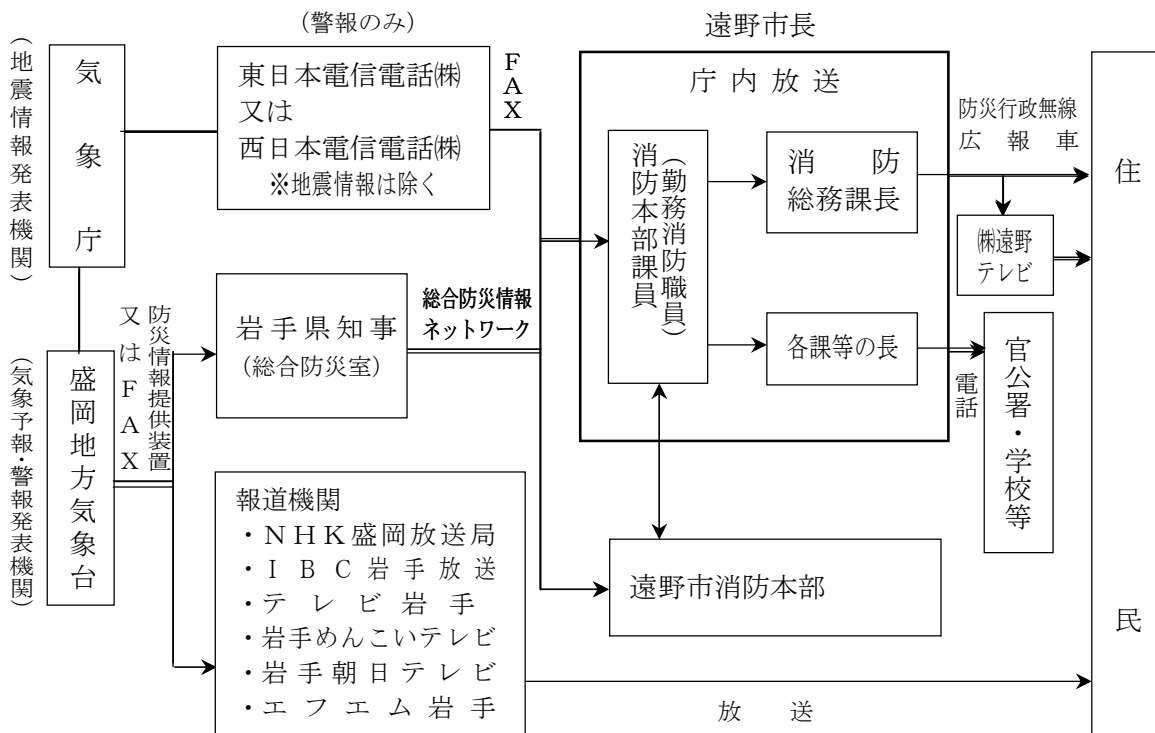 (地震情報発表機関)
気象庁
(警報のみ)
東日本電信電話㈱
又は
西日本電信電話㈱
※地震情報は除く
FAX
遠野市長
庁内放送
消防本部課員
(勤務消防職員)
消防
総務課長
各課等の長
防災行政無線
広報車
㈱遠野
テレビ
住民
電話
官公署・学校等
(気象予報・警報発表機関)
盛岡地方気象台
防災情報提供装置
又はFAX
岩手県知事
(総合防災室)
総合防災情報
ネットワーク
報道機関
・NHK盛岡放送局
・IBC岩手放送
・テレビ岩手
・岩手めんこいテレビ
・岩手朝日テレビ
・エフエム岩手
遠野市消防本部
放送